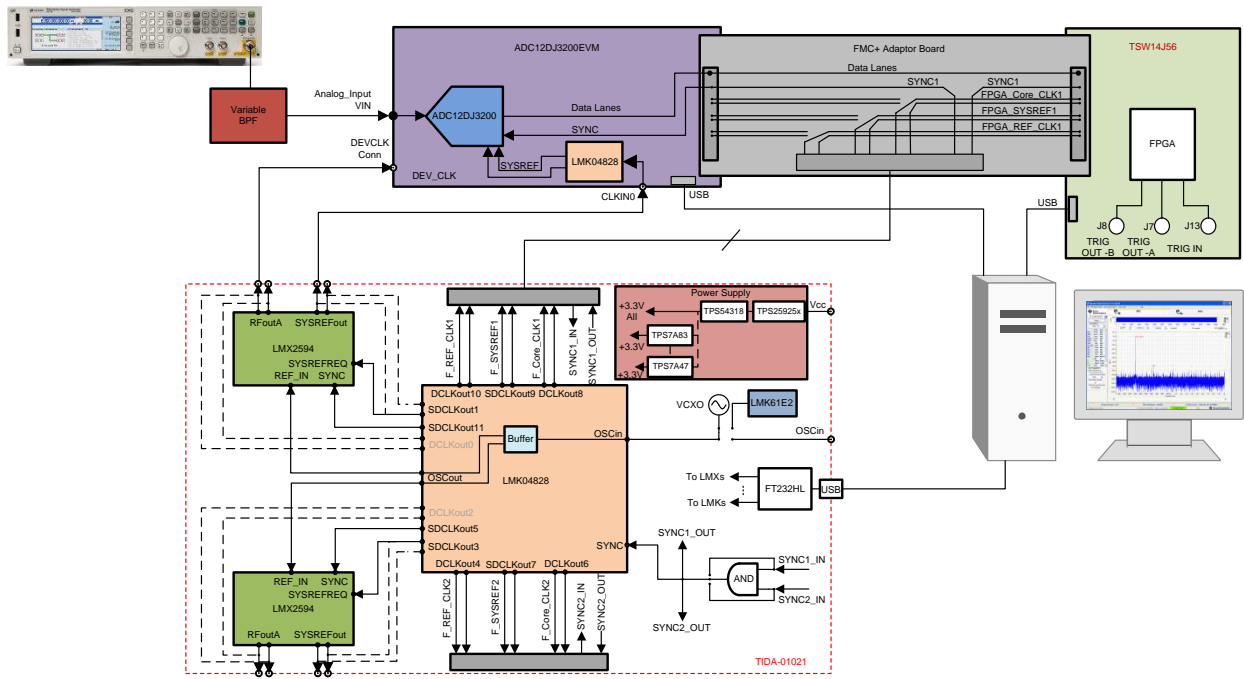 ADC12DJ3200EVM
FMC+ Adaptor Board
TSW14J56
Data Lanes
SYNC1
SYNC1
FPGA_Core_CLK1
FPGA_SYSREF1
FPGA_REF_CLK1
Variable
BPF
Analog_Input
VIN
ADC12DJ3200
Data Lanes
SYNC
DEVCLK
Conn
SYSREF
LMK04828
DEV_CLK
CLKIN0
USB
FPGA
USB
J8
J7
J13
TRIG
OUT -B
TRIG
OUT -A
TRIG IN
RFoutA
SYSREFout
LMX2594
SYSREFREQ
REF_IN
SYNC
F_REF_CLK1
F_SYSREF1
F_Core_CLK1
SYNC1_IN
SYNC1_OUT
Power Supply
+3.3V
All
TPS54318
TPS25925x
Vcc
TPS7A83
+3.3V
TPS7A47
+3.3V
DCLKout10
SDCLKout9
DCLKout8
SDCLKout1
SDCLKout11
DCLKout0
Buffer
OSCin
VCXO
LMK61E2
OSCin
OSCout
LMK04828
To LMXs
To LMKs
FT232HL
USB
DCLKout2
SDCLKout5
SDCLKout3
SYNC
SYNC1_OUT
AND
SYNC1_IN
SYNC2_IN
SYNC2_OUT
DCLKout4
SDCLKout7
DCLKout6
REF_IN
SYNC
SYSREFREQ
LMX2594
RFoutA
SYSREFout
F_REF_CLK2
F_SYSREF2
F_Core_CLK2
SYNC2_IN
SYNC2_OUT
TIDA-01021